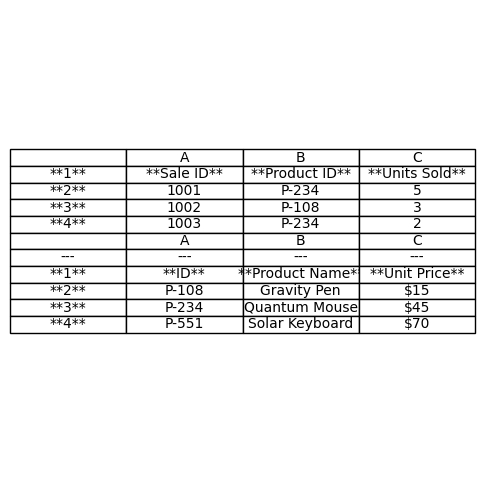 A B C
**1** **Sale ID** **Product ID** **Units Sold**
**2** 1001 P-234 5
**3** 1002 P-108 3
**4** 1003 P-234 2
A B C
--- --- --- ---
**1** **ID** **Product Name** **Unit Price**
**2** P-108 Gravity Pen $15
**3** P-234 Quantum Mouse $45
**4** P-551 Solar Keyboard $70